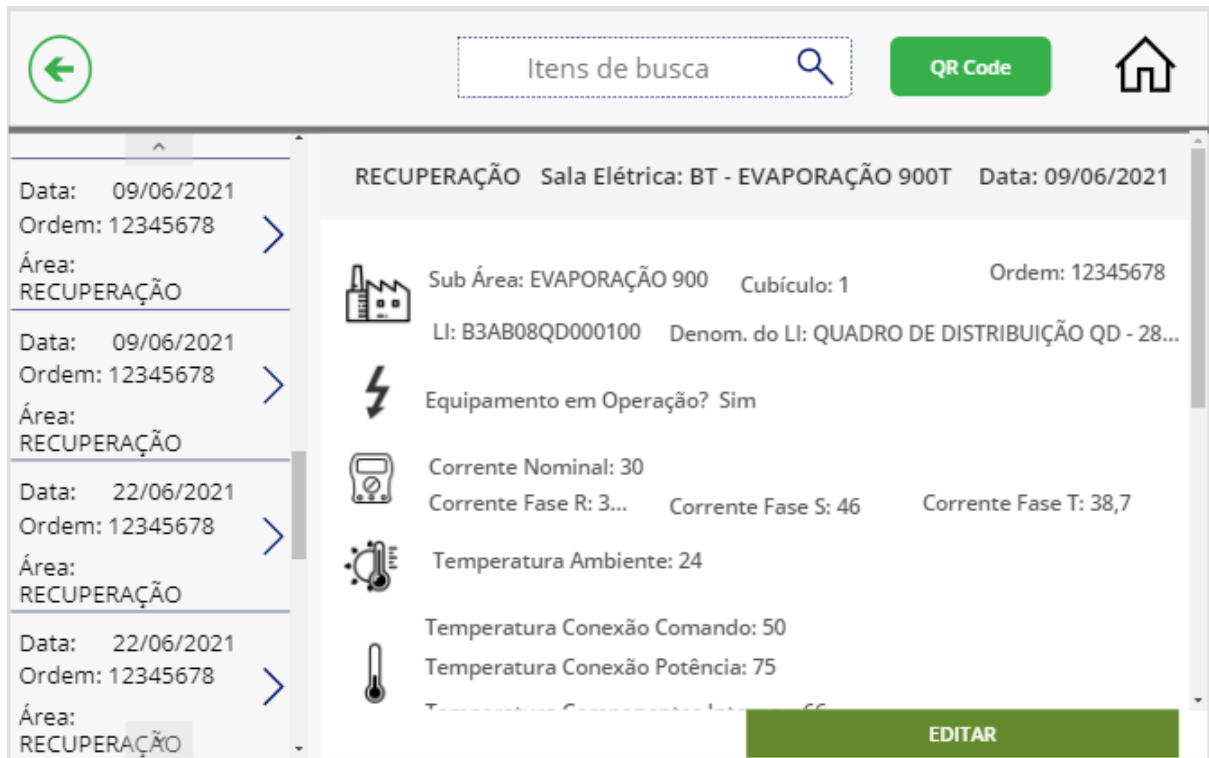 Itens de busca
QR Code
Data: 09/06/2021
Ordem: 12345678
Área:
RECUPERAÇÃO
Data: 09/06/2021
Ordem: 12345678
Área:
RECUPERAÇÃO
Data: 22/06/2021
Ordem: 12345678
Área:
RECUPERAÇÃO
Data: 22/06/2021
Ordem: 12345678
Área:
RECUPERAÇÃO
RECUPERAÇÃO Sala Elétrica: BT - EVAPORAÇÃO 900T Data: 09/06/2021
Sub Área: EVAPORAÇÃO 900 Cubículo: 1 Ordem: 12345678
LI: B3AB08QD000100 Denom. do LI: QUADRO DE DISTRIBUIÇÃO QD - 28...
Equipamento em Operação? Sim
Corrente Nominal: 30
Corrente Fase R: 3... Corrente Fase S: 46 Corrente Fase T: 38,7
Temperatura Ambiente: 24
Temperatura Conexão Comando: 50
Temperatura Conexão Potência: 75
EDITAR